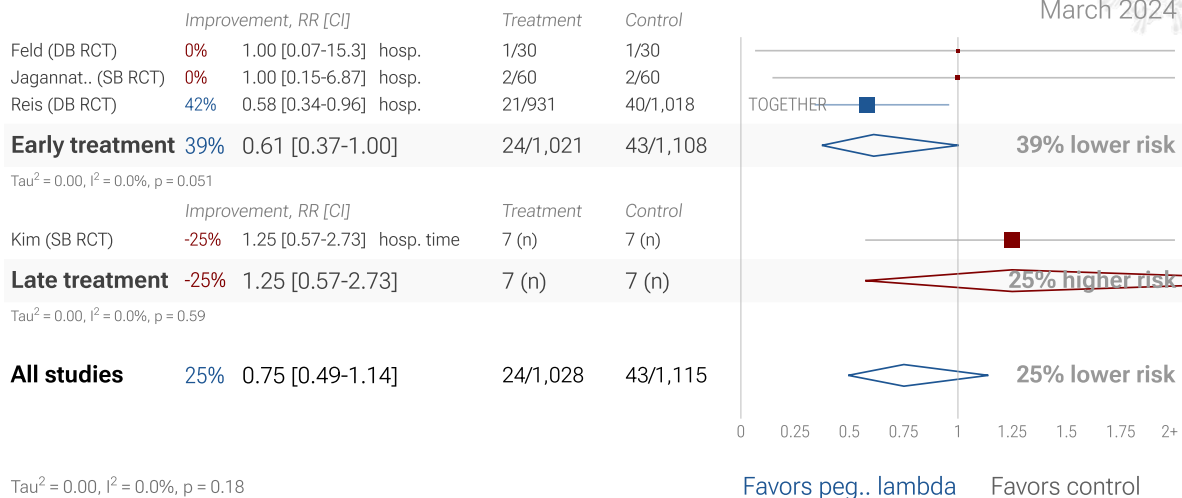 March 2024
Improvement, RR [CI] Treatment Control
Feld (DB RCT) 0% 1.00 [0.07-15.3] hosp. 1/30 1/30
Jagannat.. (SB RCT) 0% 1.00 [0.15-6.87] hosp. 2/60 2/60
Reis (DB RCT) 42% 0.58 [0.34-0.96] hosp. 21/931 40/1,018 TOGETHER
Early treatment 39% 0.61 [0.37-1.00] 24/1,021 43/1,108 39% lower risk
Tau² = 0.00, I² = 0.0%, p = 0.051
Improvement, RR [CI] Treatment Control
Kim (SB RCT) -25% 1.25 [0.57-2.73] hosp. time 7 (n) 7 (n)
Late treatment -25% 1.25 [0.57-2.73] 7 (n) 7 (n) 25% higher risk
Tau² = 0.00, I² = 0.0%, p = 0.59
All studies 25% 0.75 [0.49-1.14] 24/1,028 43/1,115 25% lower risk
0 0.25 0.5 0.75 1 1.25 1.5 1.75 2+
Tau² = 0.00, I² = 0.0%, p = 0.18 Favors peg.. lambda Favors control